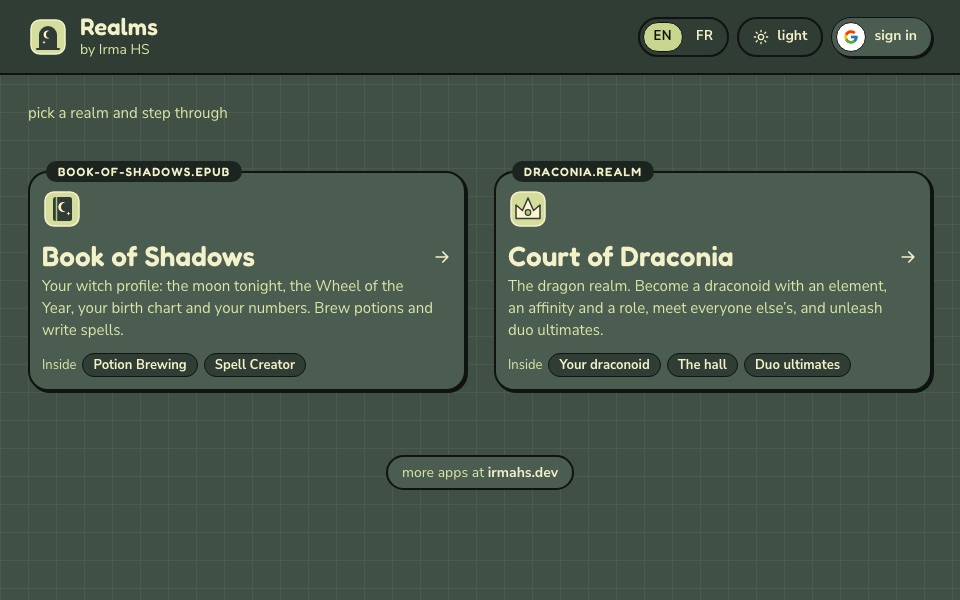 Realms
by Irma HS
EN FR
light
sign in
pick a realm and step through
BOOK-OF-SHADOWS.EPUB
Book of Shadows →
Your witch profile: the moon tonight, the Wheel of the
Year, your birth chart and your numbers. Brew potions and
write spells.
Inside Potion Brewing Spell Creator
DRACONIA.REALM
Court of Draconia →
The dragon realm. Become a draconoid with an element,
an affinity and a role, meet everyone else's, and unleash
duo ultimates.
Inside Your draconoid The hall Duo ultimates
more apps at irmahs.dev